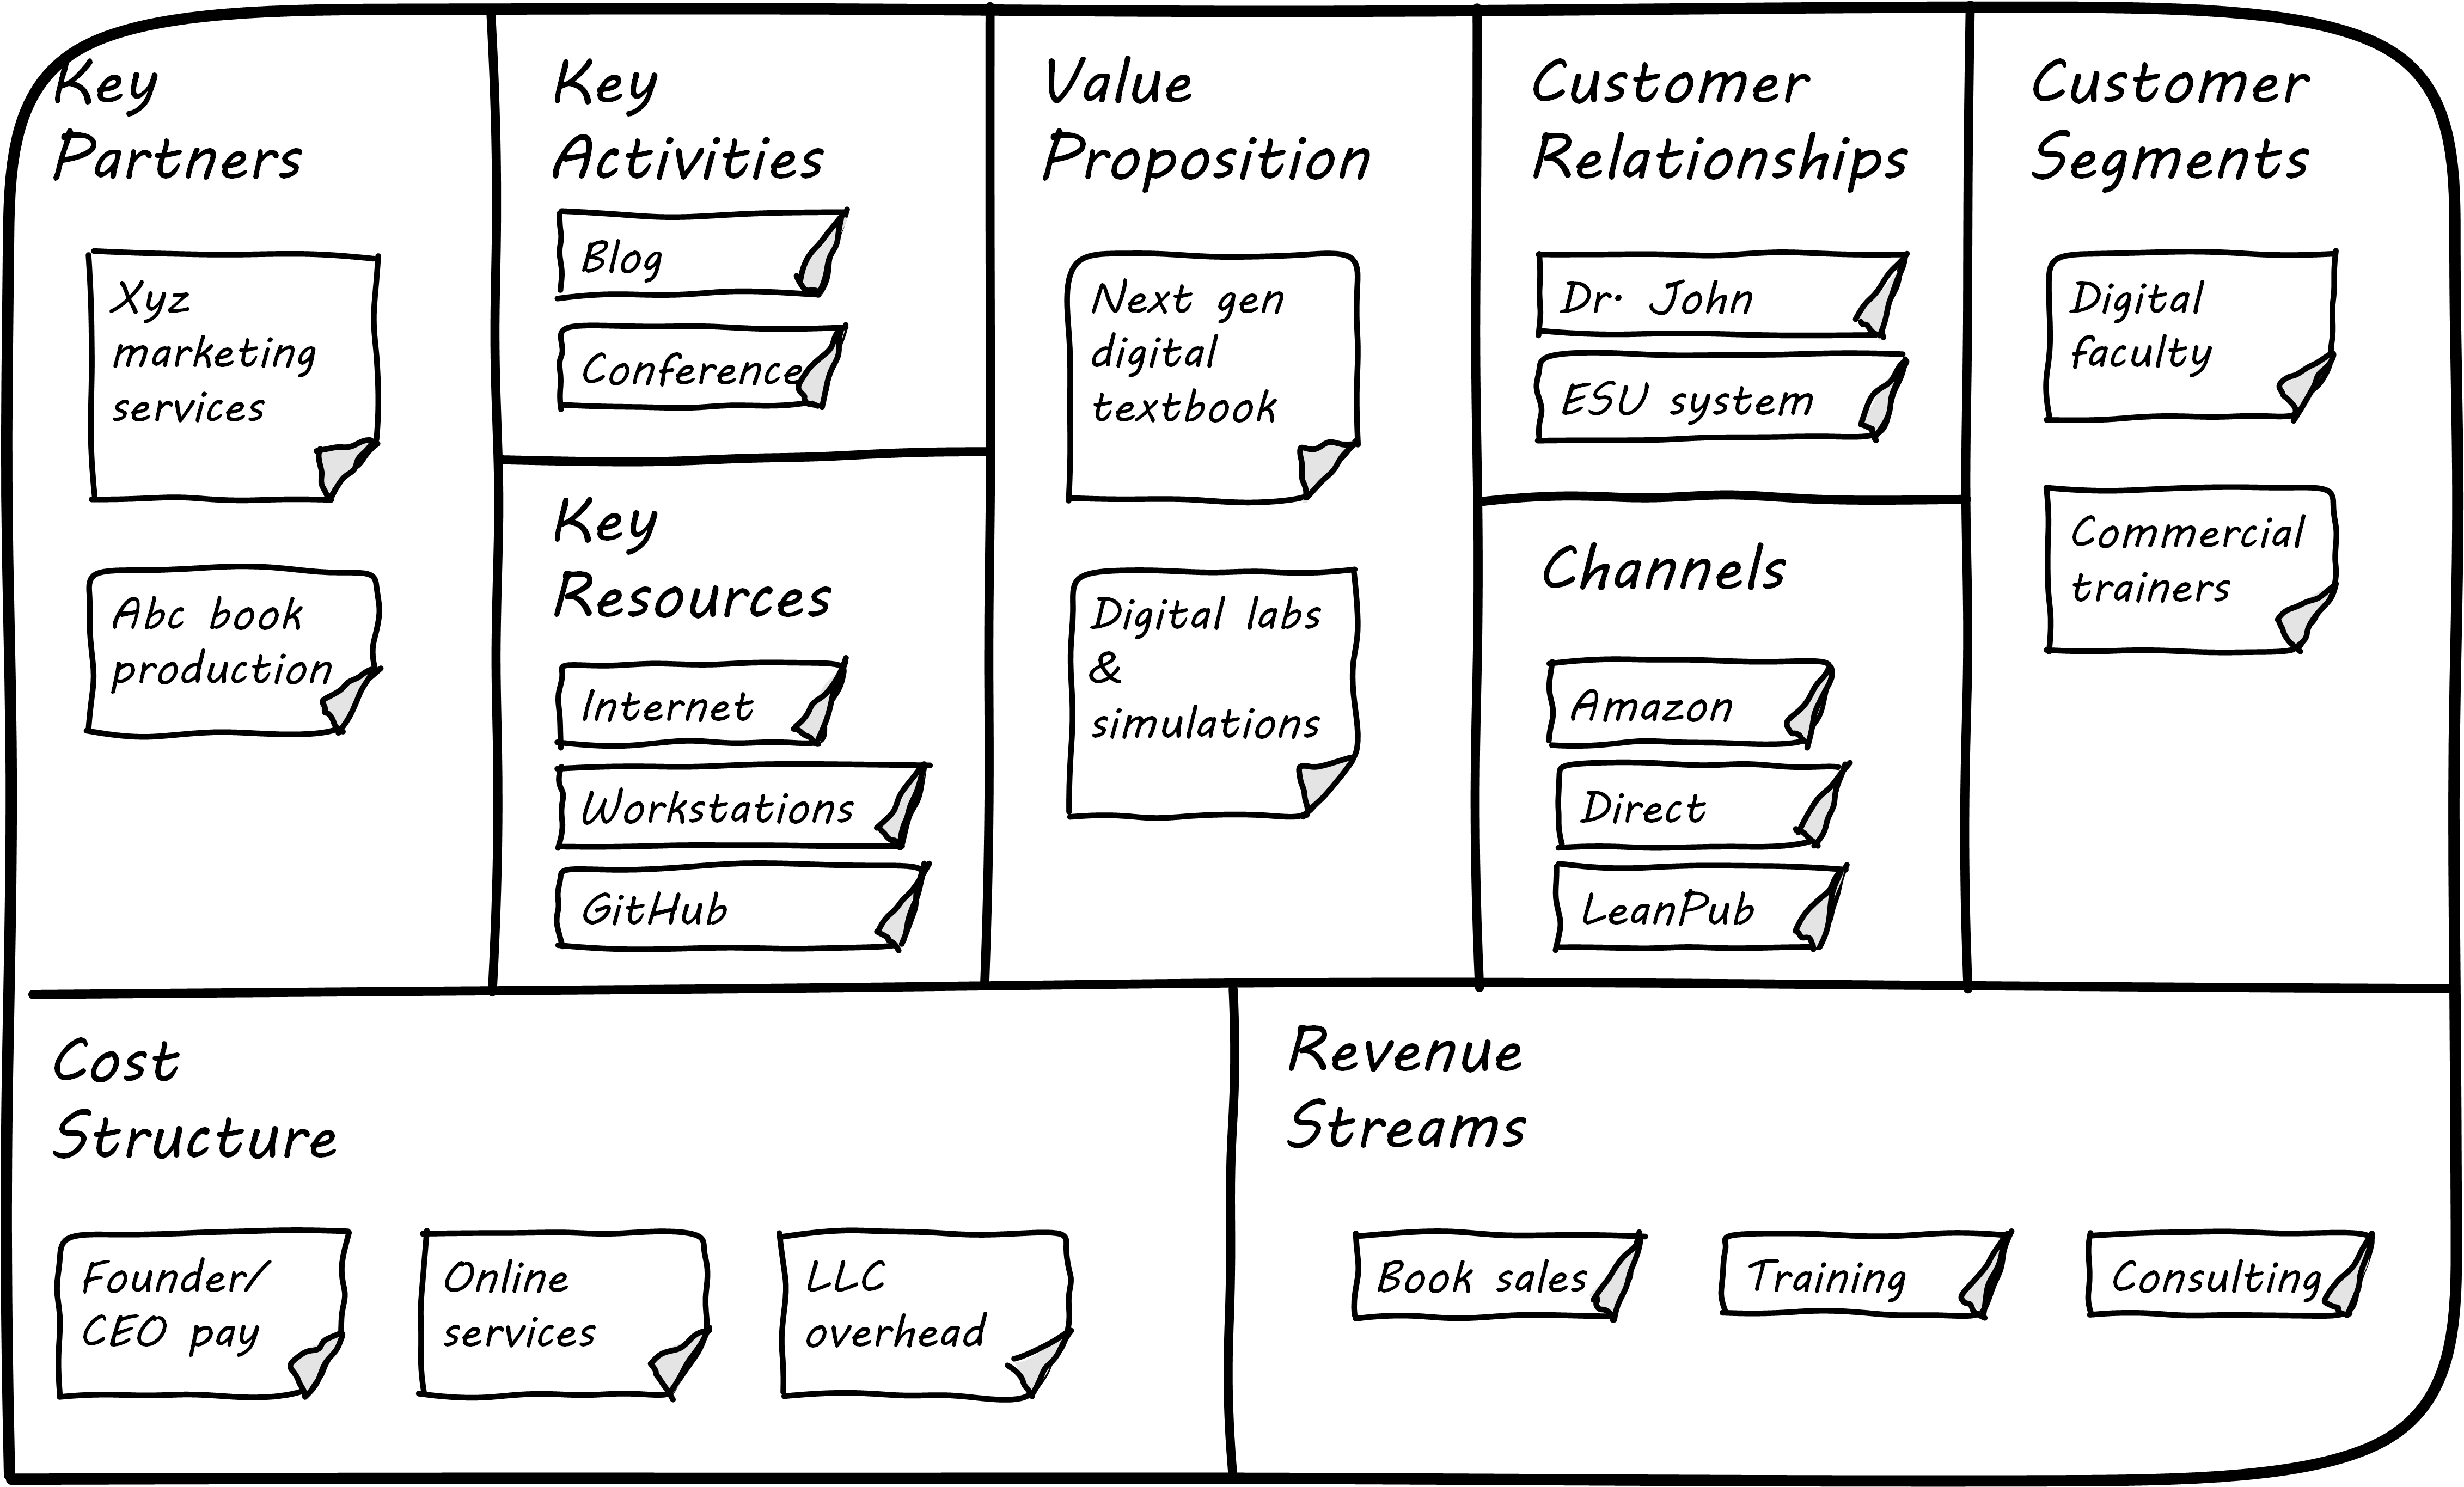 Key
Partners
Xyz
marketing
services
Abc book
production
Key
Activities
Blog
Conference
Key
Resources
Internet
Workstations
GitHub
Value
Proposition
Next gen
digital
textbook
Digital labs
&
simulations
Customer
Relationships
Dr. John
ESU system
Channels
Amazon
Direct
LeanPub
Customer
Segments
Digital
faculty
Commercial
trainers
Cost
Structure
Founder/
CEO pay
Online
services
LLC
overhead
Revenue
Streams
Book sales
Training
Consulting